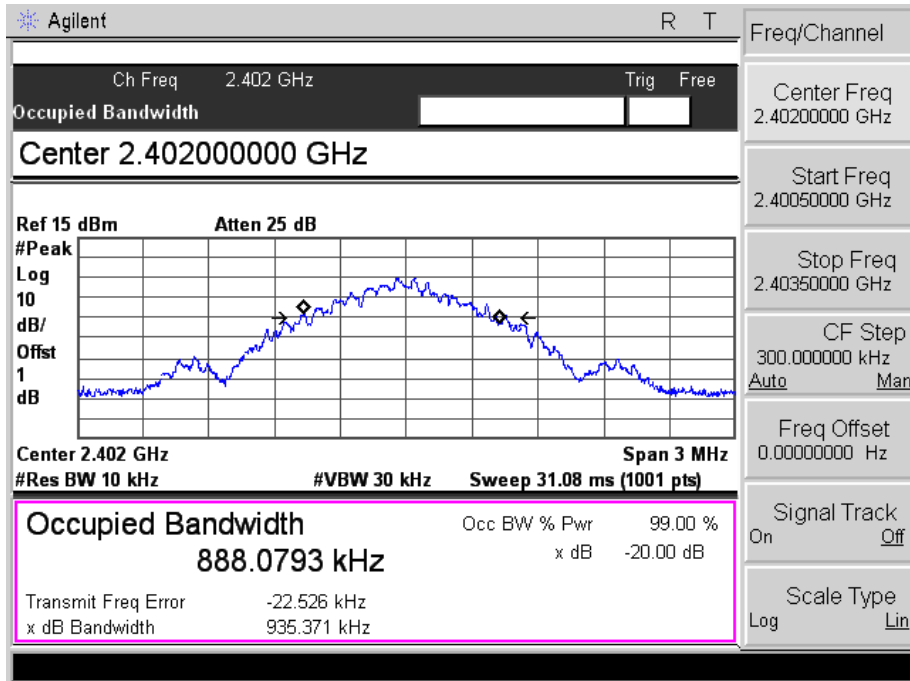 Agilent R T
Freq/Channel
Ch Freq 2.402 GHz Trig Free
Occupied Bandwidth
Center 2.402000000 GHz
Ref 15 dBm Atten 25 dB
#Peak
Log
10
dB/
Offst
1
dB
Center 2.402 GHz Span 3 MHz
#Res BW 10 kHz #VBW 30 kHz Sweep 31.08 ms (1001 pts)
Occupied Bandwidth
888.0793 kHz
Occ BW % Pwr 99.00 %
x dB -20.00 dB
Transmit Freq Error -22.526 kHz
x dB Bandwidth 935.371 kHz
Center Freq
2.40200000 GHz
Start Freq
2.40050000 GHz
Stop Freq
2.40350000 GHz
CF Step
300.000000 kHz
Auto Man
Freq Offset
0.00000000 Hz
Signal Track
On Off
Scale Type
Log Lin